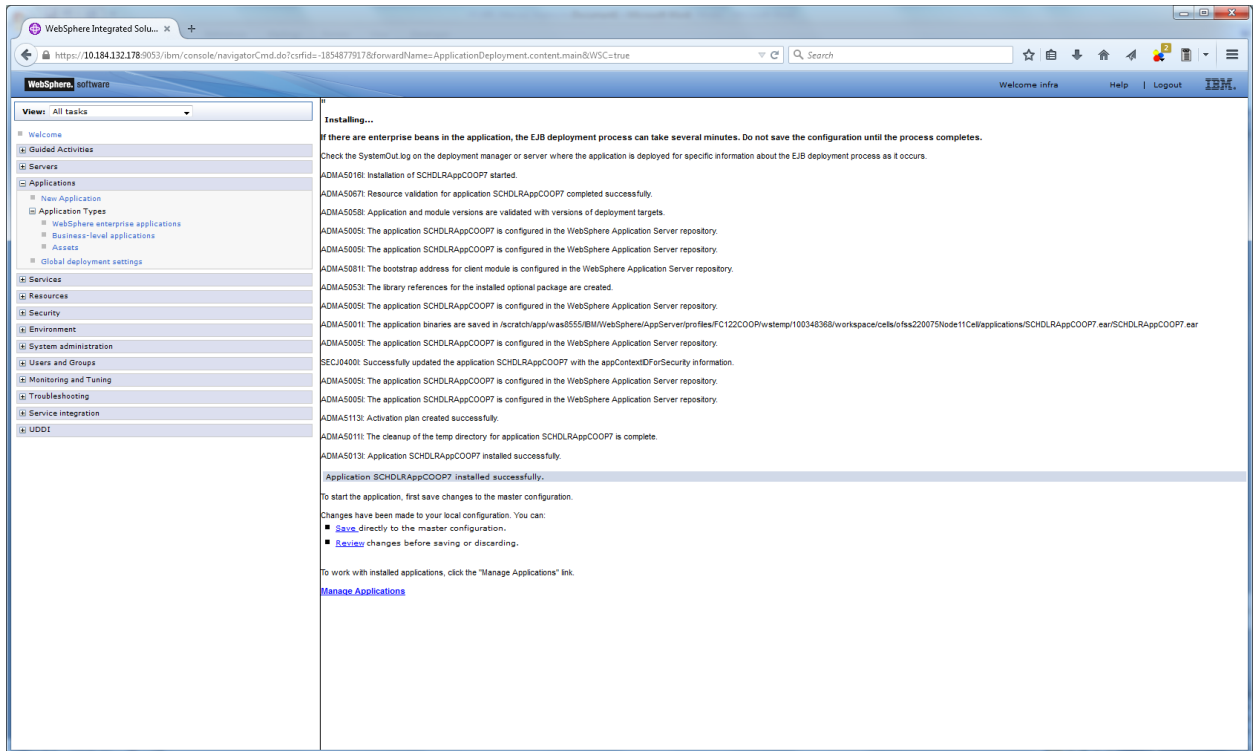 WebSphere Integrated Solu... × +
https://10.184.132.178:9053/ibm/console/navigatorCmd.do?csrfid=-1854877917&forwardName=ApplicationDeployment.content.main&WSC=true
Search
2
WebSphere. software
Welcome infra Help | Logout IBM.
View: All tasks
Welcome
Guided Activities
Servers
Applications
New Application
Application Types
WebSphere enterprise applications
Business-level applications
Assets
Global deployment settings
Services
Resources
Security
Environment
System administration
Users and Groups
Monitoring and Tuning
Troubleshooting
Service integration
UDDI
"
Installing...
If there are enterprise beans in the application, the EJB deployment process can take several minutes. Do not save the configuration until the process completes.
Check the SystemOut.log on the deployment manager or server where the application is deployed for specific information about the EJB deployment process as it occurs.
ADMA5016I: Installation of SCHDLRAppCOOP7 started.
ADMA5067I: Resource validation for application SCHDLRAppCOOP7 completed successfully.
ADMA5058I: Application and module versions are validated with versions of deployment targets.
ADMA5005I: The application SCHDLRAppCOOP7 is configured in the WebSphere Application Server repository.
ADMA5005I: The application SCHDLRAppCOOP7 is configured in the WebSphere Application Server repository.
ADMA5081I: The bootstrap address for client module is configured in the WebSphere Application Server repository.
ADMA5053I: The library references for the installed optional package are created.
ADMA5005I: The application SCHDLRAppCOOP7 is configured in the WebSphere Application Server repository.
ADMA5001I: The application binaries are saved in /scratch/app/was8555/IBM/WebSphere/AppServer/profiles/FC122COOP/wstemp/100348368/workspace/cells/ofss220075Node11Cell/applications/SCHDLRAppCOOP7.ear/SCHDLRAppCOOP7.ear
ADMA5005I: The application SCHDLRAppCOOP7 is configured in the WebSphere Application Server repository.
SECJ0400I: Successfully updated the application SCHDLRAppCOOP7 with the appContextIDForSecurity information.
ADMA5005I: The application SCHDLRAppCOOP7 is configured in the WebSphere Application Server repository.
ADMA5005I: The application SCHDLRAppCOOP7 is configured in the WebSphere Application Server repository.
ADMA5113I: Activation plan created successfully.
ADMA5011I: The cleanup of the temp directory for application SCHDLRAppCOOP7 is complete.
ADMA5013I: Application SCHDLRAppCOOP7 installed successfully.
Application SCHDLRAppCOOP7 installed successfully.
To start the application, first save changes to the master configuration.
Changes have been made to your local configuration. You can:
Save directly to the master configuration.
Review changes before saving or discarding.
To work with installed applications, click the "Manage Applications" link.
Manage Applications